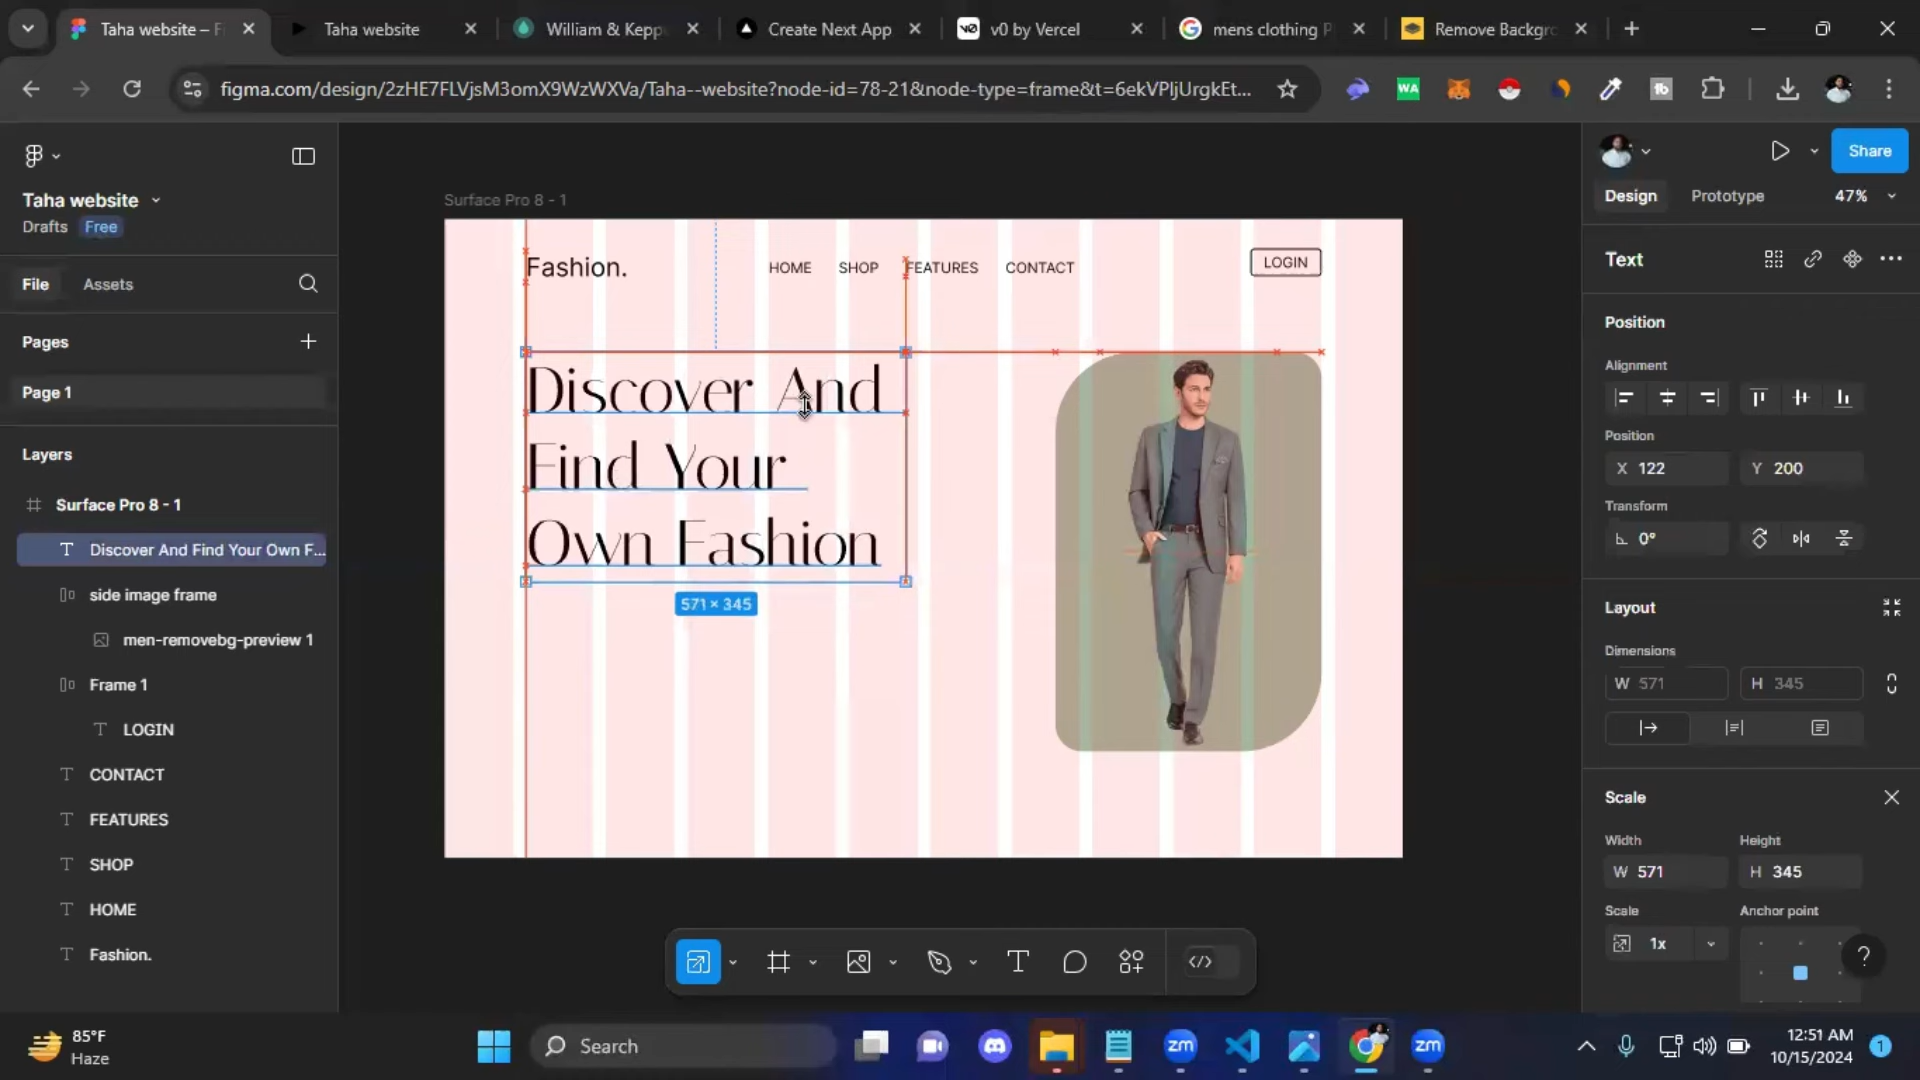 Taha website – F
Taha website
William & Keppu
Create Next App
v0 by Vercel
mens clothing P
Remove Backgro
figma.com/design/2zHE7FLVjsM3omX9WzWXVa/Taha--website?node-id=78-21&node-type=frame&t=6ekVPljUrgkEt...
WA
Taha website
Drafts Free
File Assets
Pages
Page 1
Layers
Surface Pro 8 - 1
Discover And Find Your Own F...
side image frame
men-removebg-preview 1
Frame 1
LOGIN
CONTACT
FEATURES
SHOP
HOME
Fashion.
Surface Pro 8 - 1
Fashion. HOME SHOP FEATURES CONTACT LOGIN
Discover And
Find Your
Own Fashion
571 × 345
Share
Design Prototype 47%
Text
Position
Alignment
Position
X 122 Y 200
Transform
0°
Layout
Dimensions
W 571 H 345
Scale
Width Height
W 571 H 345
Scale Anchor point
1x
?
85°F
Haze
Search
zm
zm
12:51 AM
10/15/2024
1